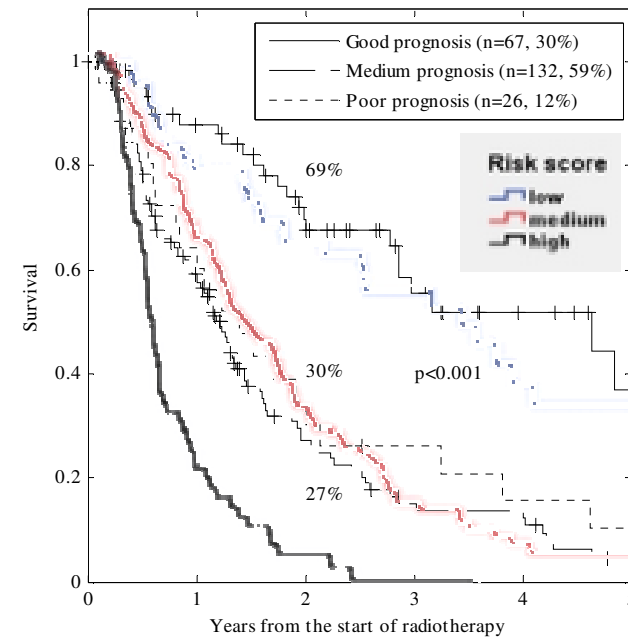 Good prognosis (n=67, 30%)
Medium prognosis (n=132, 59%)
Poor prognosis (n=26, 12%)
Risk score
low
medium
high
69%
30%
27%
p<0.001
Survival
1
0.8
0.6
0.4
0.2
0
0 1 2 3 4 5
Years from the start of radiotherapy